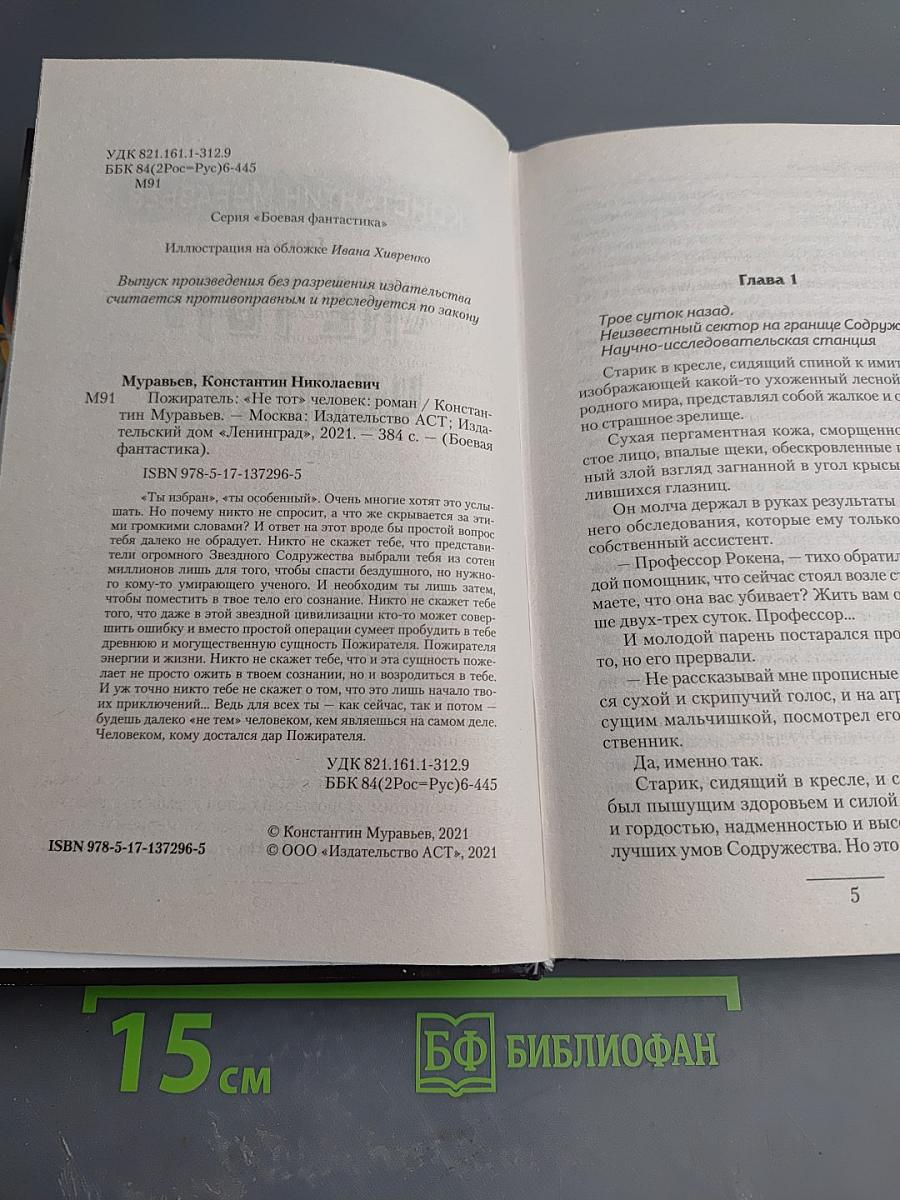 УДК 821.161.1-312.9
ББК 84(2Рос=Рус)6-445
М91
Серия «Боевая фантастика»
Иллюстрация на обложке Ивана Хивренко
Выпуск произведения без разрешения издательства
считается противоправным и преследуется по закону
Муравьев, Константин Николаевич
М91 Пожиратель: «Не тот» человек: роман / Констан-
тин Муравьев. — Москва: Издательство АСТ; Изда-
тельский дом «Ленинград», 2021. — 384 с. — (Боевая
фантастика).
ISBN 978-5-17-137296-5
«Ты избран», «ты особенный». Очень многие хотят это услы-
шать. Но почему никто не спросит, а что же скрывается за эти-
ми громкими словами? И ответ на этот вроде бы простой вопрос
тебя далеко не обрадует. Никто не скажет тебе, что представи-
тели огромного Звездного Содружества выбрали тебя из сотен
миллионов лишь для того, чтобы спасти бездушного, но нужно-
го кому-то умирающего ученого. И необходим ты лишь затем,
чтобы поместить в твое тело его сознание. Никто не скажет тебе
того, что даже в этой звездной цивилизации кто-то может совер-
шить ошибку и вместо простой операции сумеет пробудить в тебе
древнюю и могущественную сущность Пожирателя. Пожирателя
энергии и жизни. Никто не скажет тебе, что и эта сущность поже-
лает не просто ожить в твоем сознании, но и возродиться в тебе.
И уж точно никто тебе не скажет о том, что это лишь начало тво-
их приключений... Ведь для всех ты — как сейчас, так и потом —
будешь далеко «не тем» человеком, кем являешься на самом деле.
Человеком, кому достался дар Пожирателя.
УДК 821.161.1-312.9
ББК 84(2Рос=Рус)6-445
© Константин Муравьев, 2021
ISBN 978-5-17-137296-5 © ООО «Издательство АСТ», 2021
Глава 1
Трое суток назад.
Неизвестный сектор на границе Содруж
Научно-исследовательская станция
Старик в кресле, сидящий спиной к имит
изображающей какой-то ухоженный лесной
родного мира, представлял собой жалкое и с
но страшное зрелище.
Сухая пергаментная кожа, сморщенно
стое лицо, впалые щеки, обескровленные
ный злой взгляд загнанной в угол крысы
лившихся глазниц.
Он молча держал в руках результаты
него обследования, которые ему только
собственный ассистент.
— Профессор Рокена, — тихо обратил
дой помощник, что сейчас стоял возле ст
маете, что она вас убивает? Жить вам о
ше двух-трех суток. Профессор...
И молодой парень постарался про
то, но его прервали.
— Не рассказывай мне прописные
ся сухой и скрипучий голос, и на агр
сущим мальчишкой, посмотрел его
ственник.
Да, именно так.
Старик, сидящий в кресле, и с
был пышущим здоровьем и силой
и гордостью, надменностью и высо
лучших умов Содружества. Но это
5
15 см
БФ БИБЛИОФАН